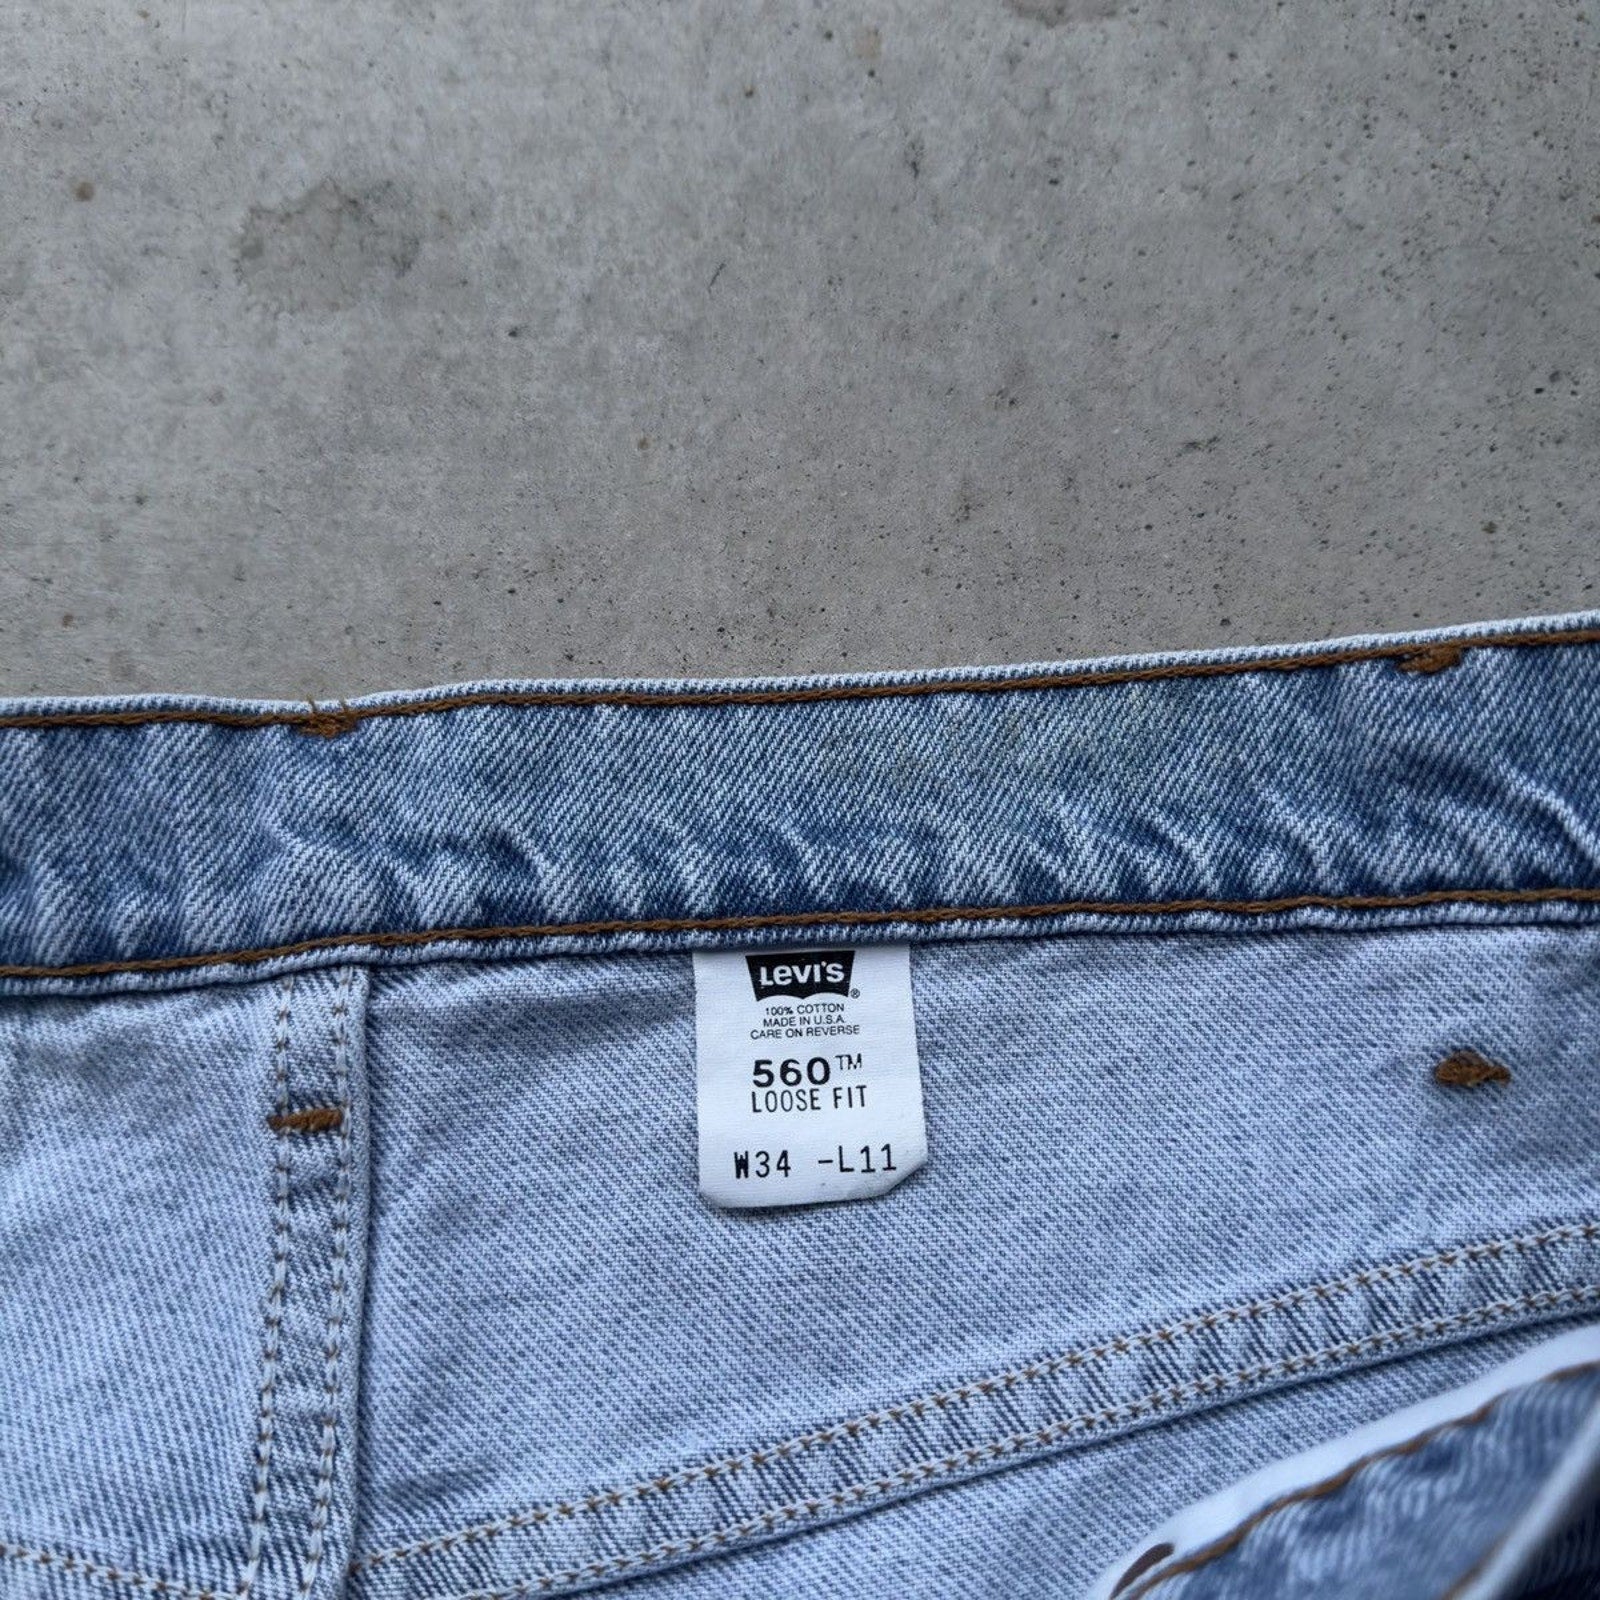 Levi's®
100% COTTON
MADE IN U.S.A.
CARE ON REVERSE
560™
LOOSE FIT
W34 -L11